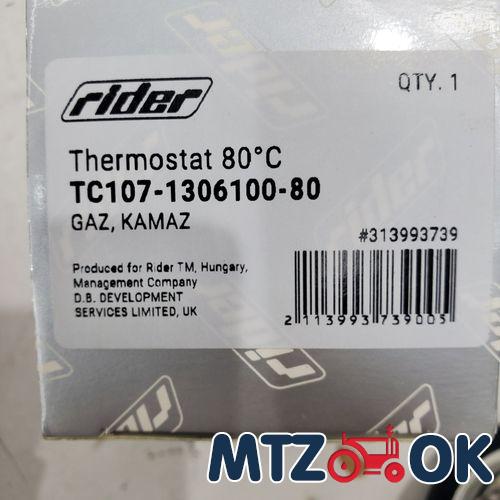 rider
QTY. 1
Thermostat 80°C
TC107-1306100-80
GAZ, KAMAZ
#313993739
Produced for Rider TM, Hungary,
Management Company
D.B. DEVELOPMENT
SERVICES LIMITED, UK
2 113993 739005
MTZ OK